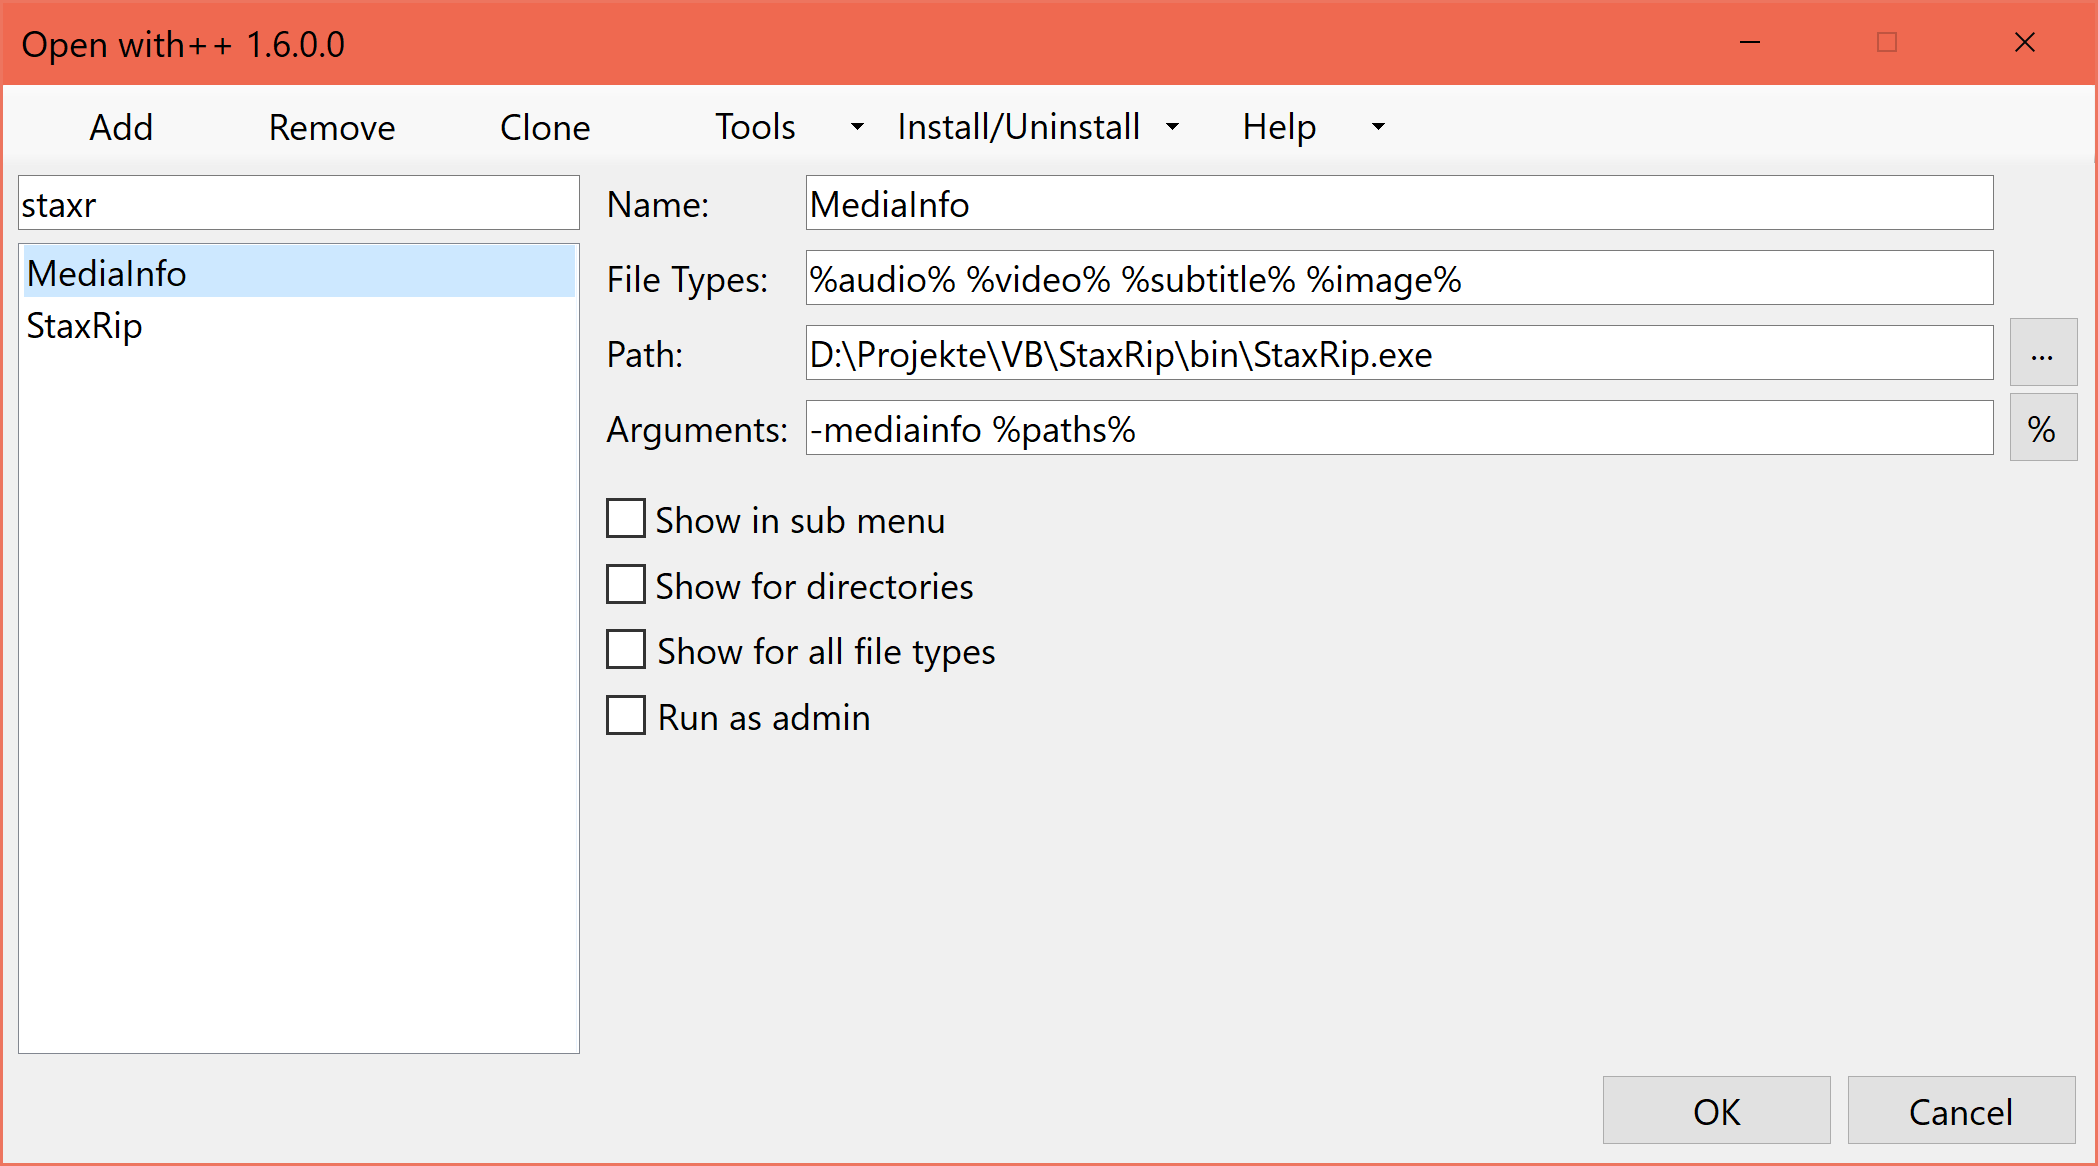 Open with++ 1.6.0.0
Add Remove Clone Tools Install/Uninstall Help
staxr
MediaInfo
StaxRip
Name: MediaInfo
File Types: %audio% %video% %subtitle% %image%
Path: D:\Projekte\VB\StaxRip\bin\StaxRip.exe ...
Arguments: -mediainfo %paths% %
Show in sub menu
Show for directories
Show for all file types
Run as admin
OK Cancel